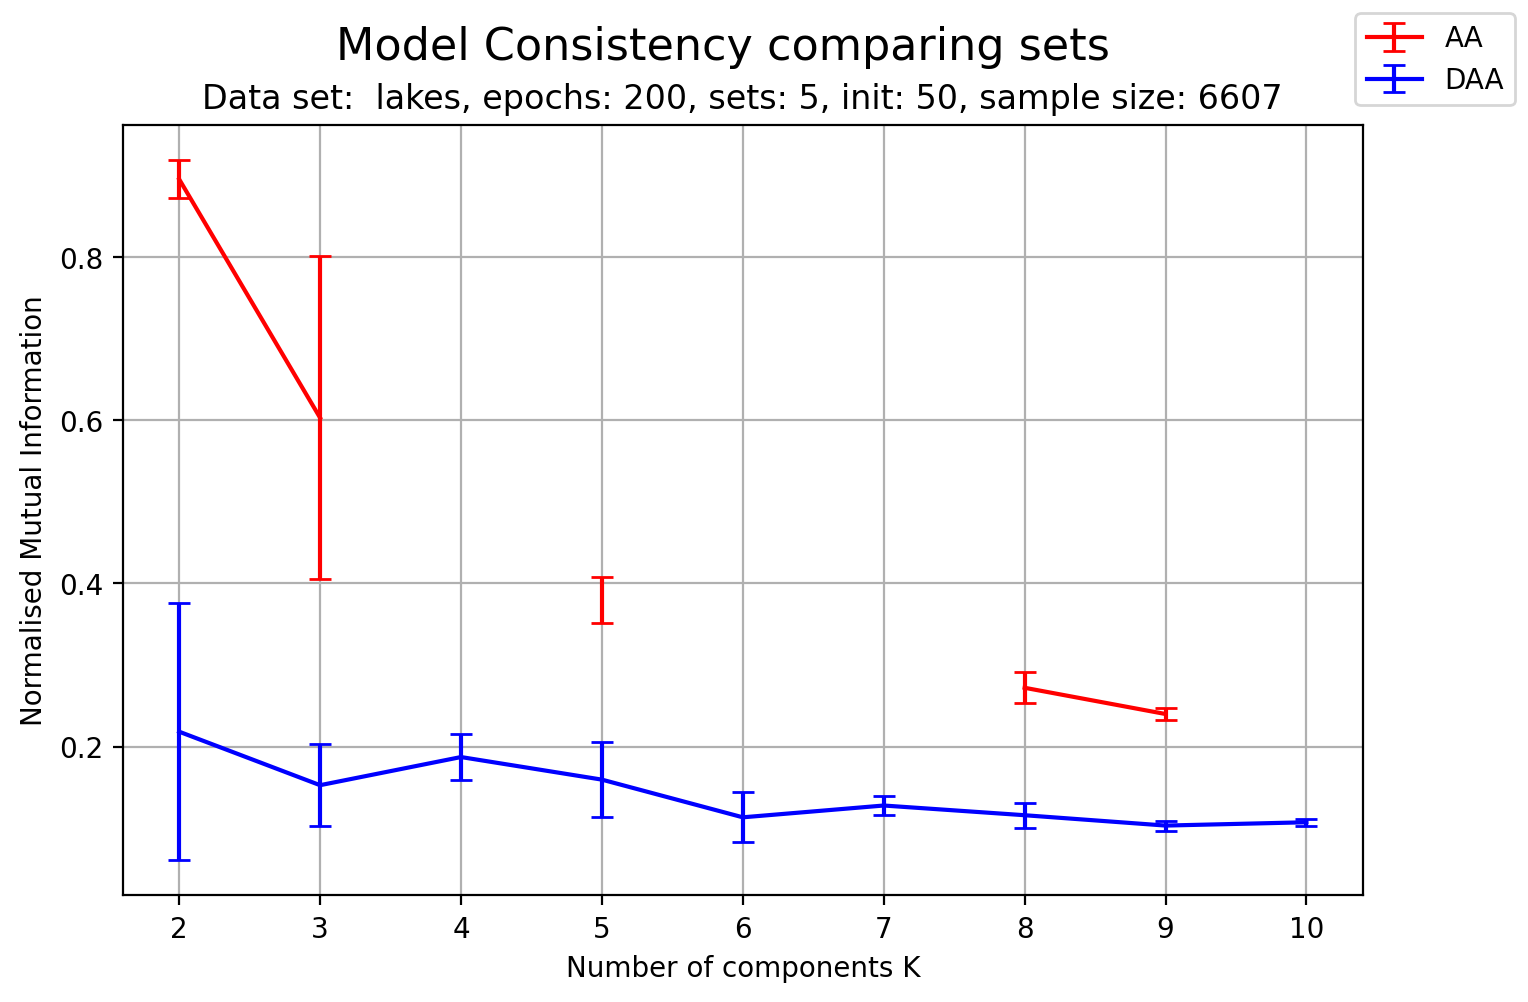 Model Consistency comparing sets
Data set:  lakes, epochs: 200, sets: 5, init: 50, sample size: 6607
AA
DAA
Normalised Mutual Information
0.8
0.6
0.4
0.2
2 3 4 5 6 7 8 9 10
Number of components K